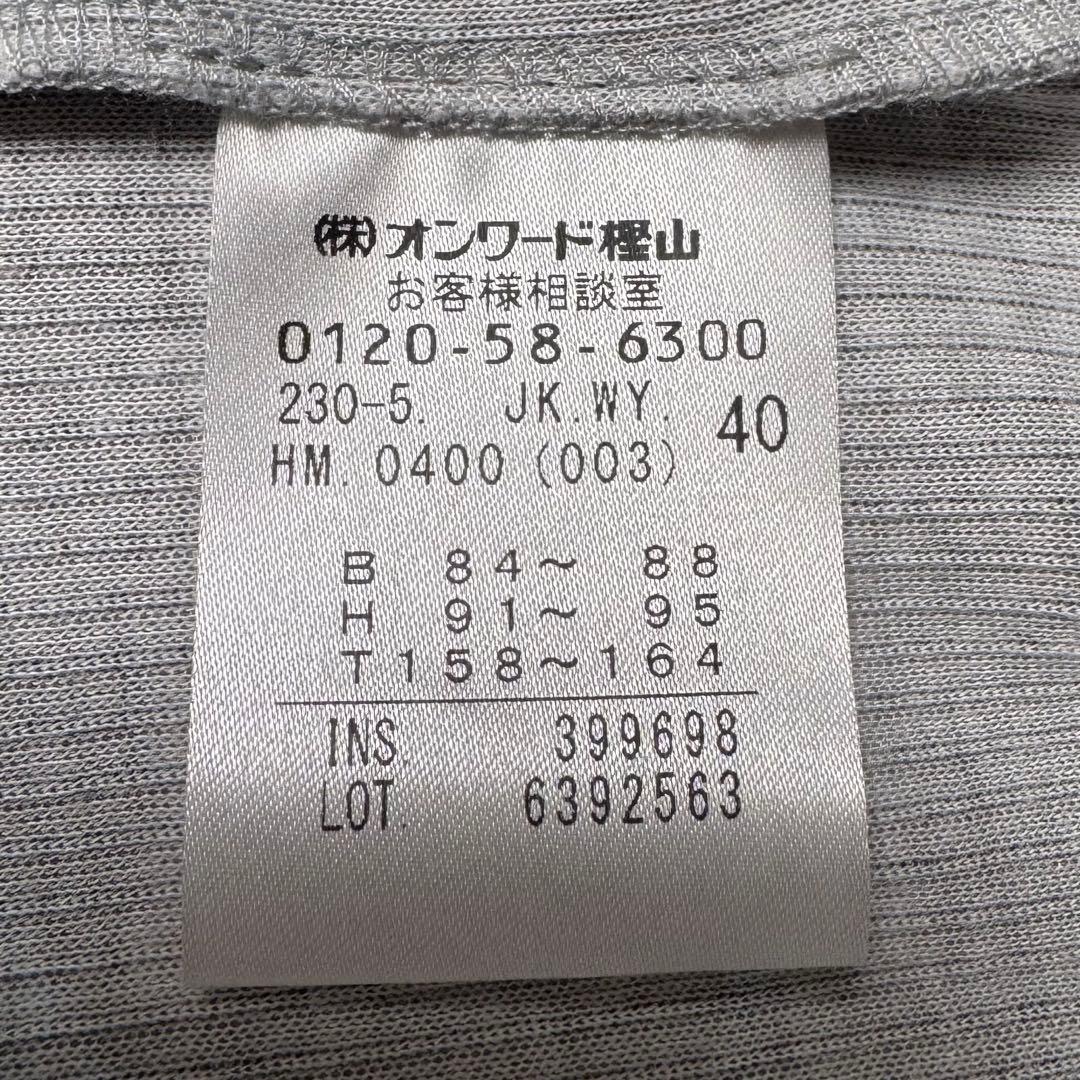 (株)オンワード樫山
お客様相談室
0120-58-6300
230-5. JK.WY. 40
HM. 0400 (003)
B 84〜 88
H 91〜 95
T158〜164
INS. 399698
LOT. 6392563